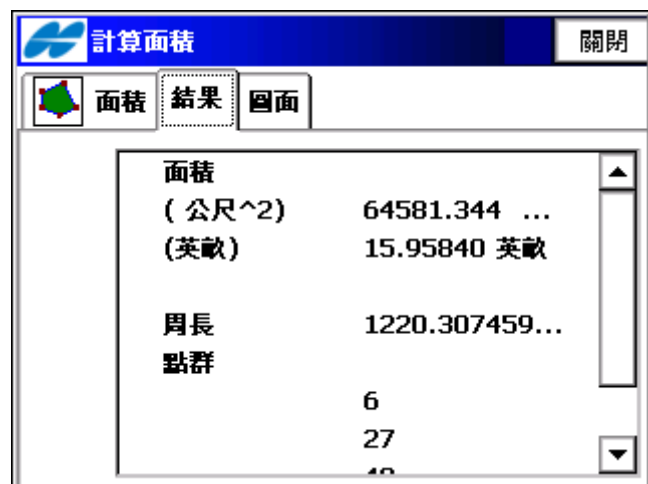 計算面積 關閉
面積 結果 圖面
面積
( 公尺^2) 64581.344 ...
(英畝) 15.95840 英畝
周長 1220.307459...
點群
6
27